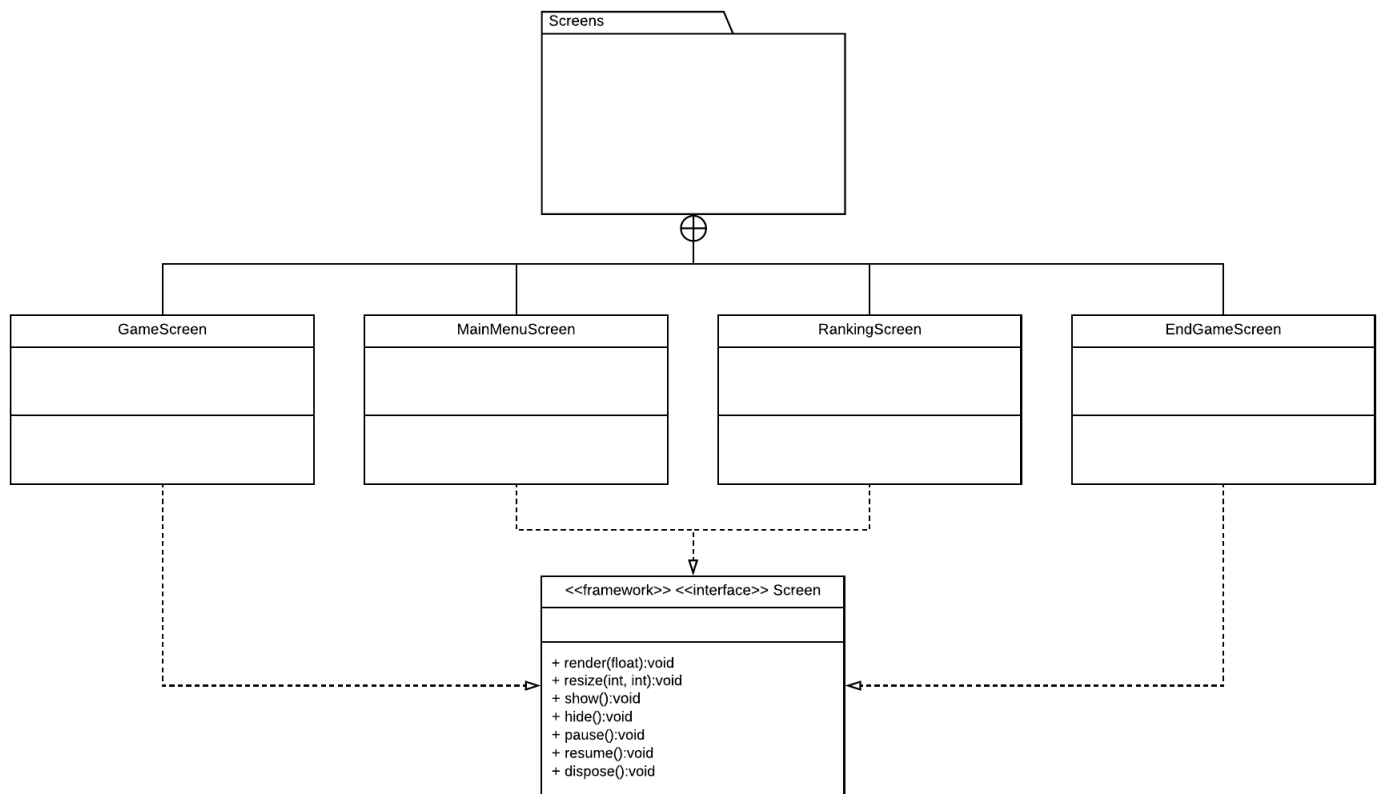 Screens
GameScreen
MainMenuScreen
RankingScreen
EndGameScreen
<<framework>> <<interface>> Screen
+ render(float):void
+ resize(int, int):void
+ show():void
+ hide():void
+ pause():void
+ resume():void
+ dispose():void